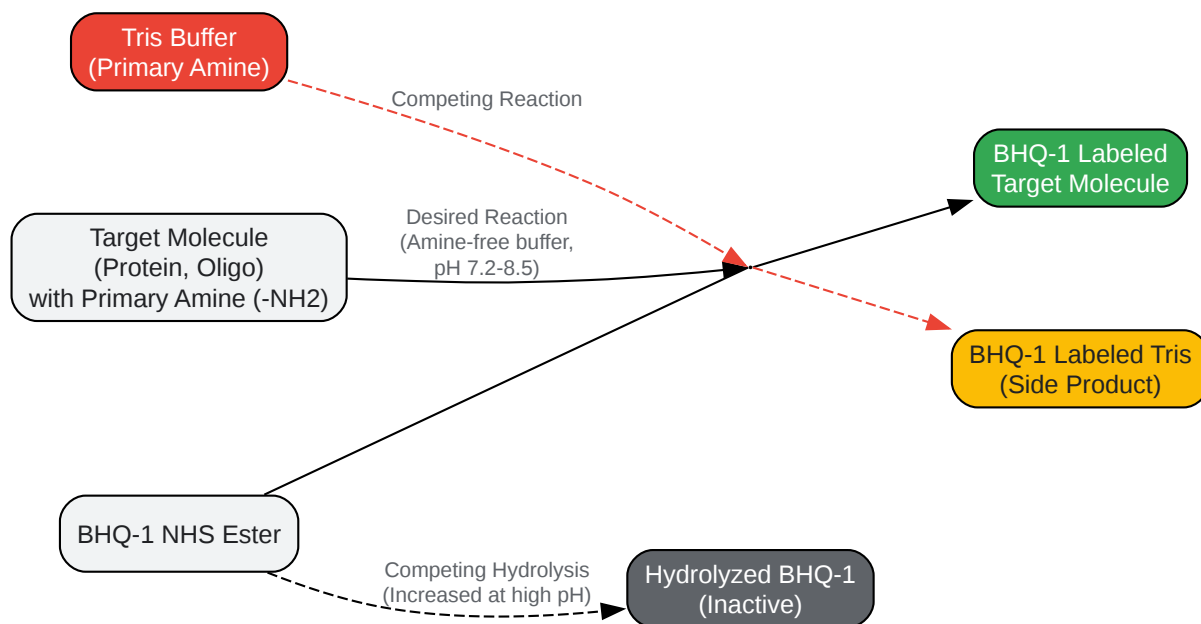 Tris Buffer
(Primary Amine)
Competing Reaction
BHQ-1 Labeled
Target Molecule
Target Molecule
(Protein, Oligo)
with Primary Amine (-NH2)
Desired Reaction
(Amine-free buffer,
pH 7.2-8.5)
BHQ-1 Labeled Tris
(Side Product)
BHQ-1 NHS Ester
Competing Hydrolysis
(Increased at high pH)
Hydrolyzed BHQ-1
(Inactive)